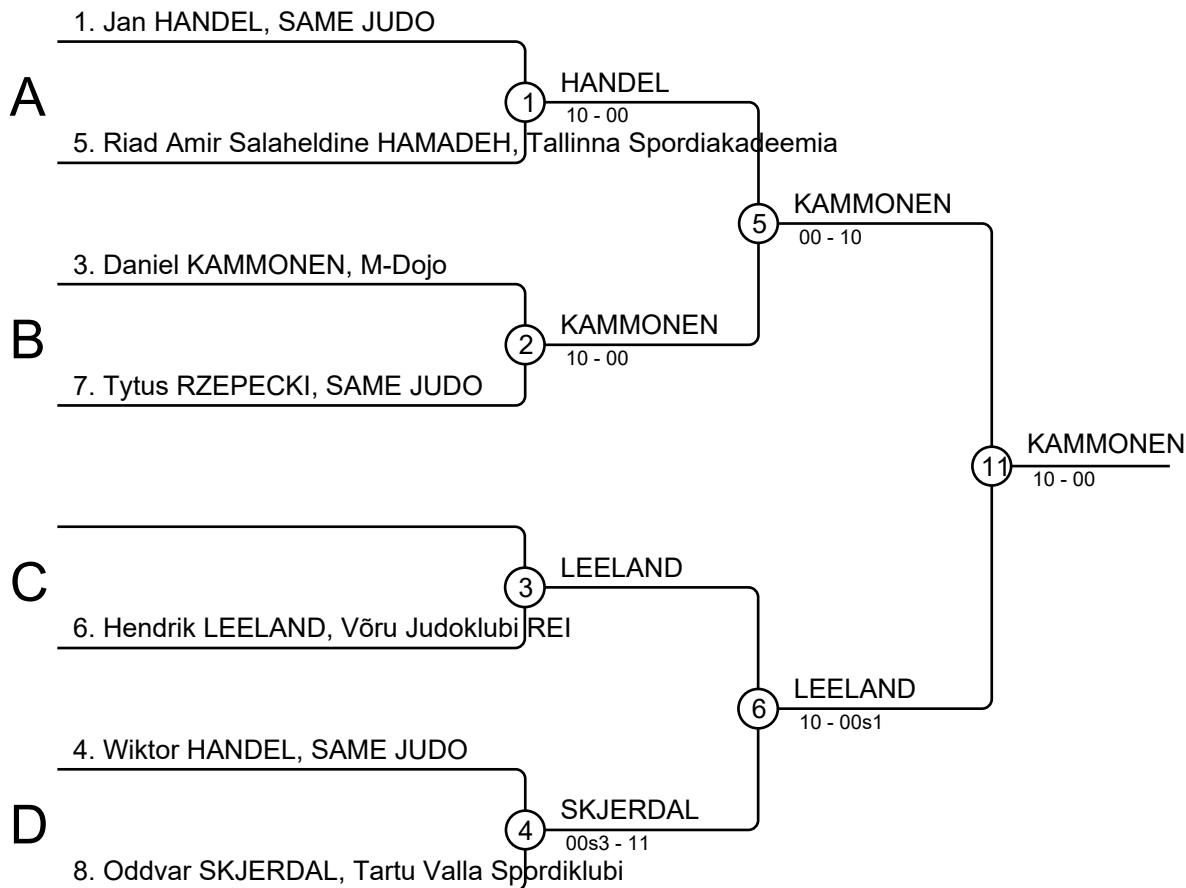 1. Jan HANDEL, SAME JUDO
A
1
HANDEL
10 - 00
5. Riad Amir Salaheldine HAMADEH, Tallinna Spordiakadeemia
5
KAMMONEN
00 - 10
3. Daniel KAMMONEN, M-Dojo
B
2
KAMMONEN
10 - 00
7. Tytus RZEPECKI, SAME JUDO
11
KAMMONEN
10 - 00
C
3
LEELAND
6. Hendrik LEELAND, Võru Judoklubi REI
6
LEELAND
10 - 00s1
4. Wiktor HANDEL, SAME JUDO
D
4
SKJERDAL
00s3 - 11
8. Oddvar SKJERDAL, Tartu Valla Spordiklubi